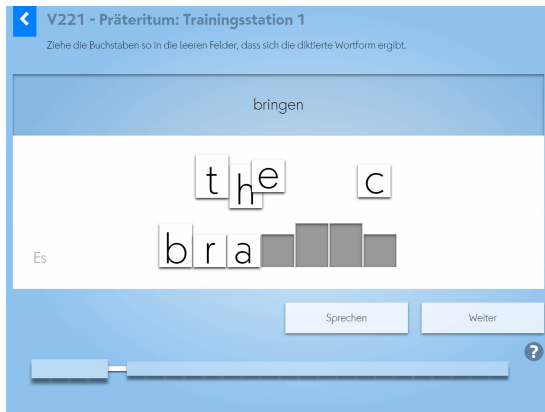 V221 - Präteritum: Trainingsstation 1
Ziehe die Buchstaben so in die leeren Felder, dass sich die diktierte Wortform ergibt.
bringen
t h e c
Es b r a
Sprechen Weiter
?